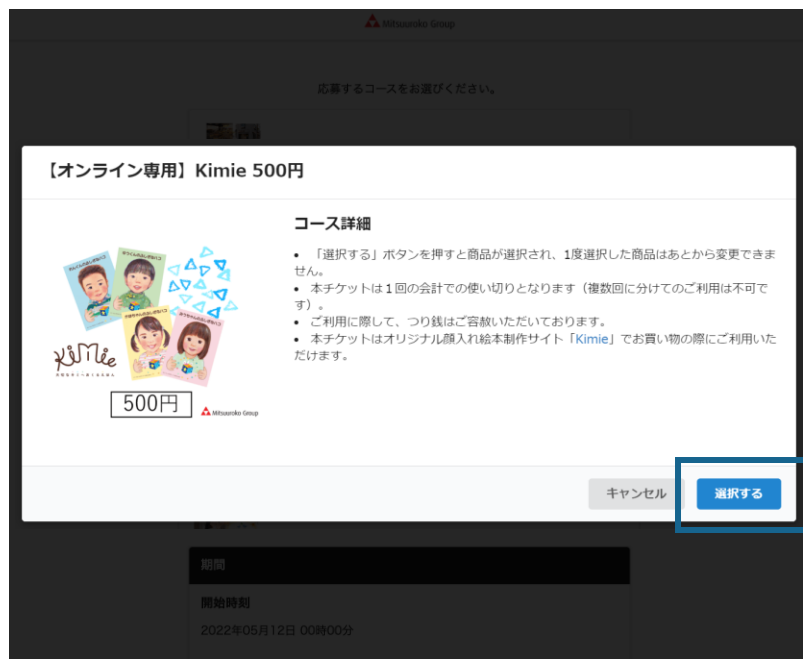 Mitsuuroko Group
応募するコースをお選びください。
【オンライン専用】Kimie 500円
コース詳細
• 「選択する」ボタンを押すと商品が選択され、1度選択した商品はあとから変更できま
せん。
• 本チケットは１回の会計での使い切りとなります（複数回に分けてのご利用は不可で
す）。
• ご利用に際して、つり銭はご容赦いただいております。
• 本チケットはオリジナル顔入れ絵本制作サイト「Kimie」でお買い物の際にご利用いた
だけます。
Kimie
500円
Mitsuuroko Group
キャンセル
選択する
期間
開始時刻
2022年05月12日 00時00分